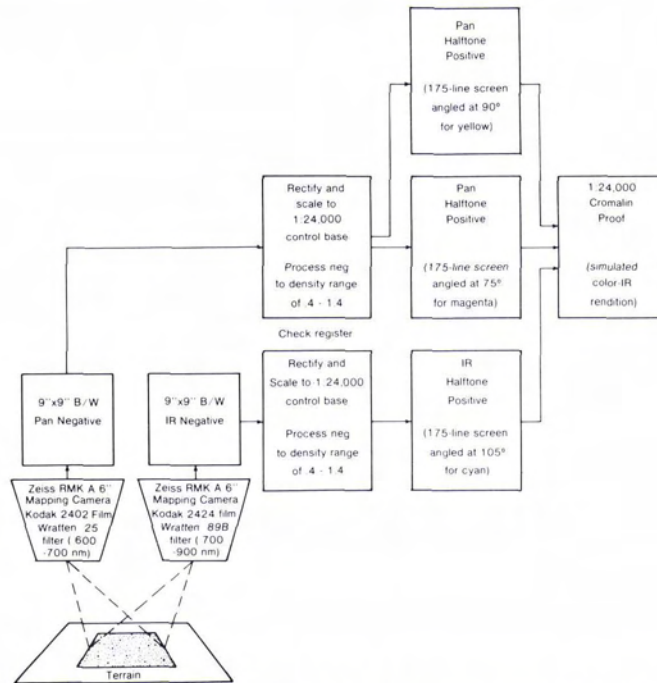 Pan
Halftone
Positive
(175-line screen
angled at 90°
for yellow)
Rectify and
scale to
1:24,000
control base
Process neg
to density range
of .4 - 1.4
Pan
Halftone
Positive
(175-line screen
angled at 75°
for magenta)
1:24,000
Cromalin
Proof
(simulated
color-IR
rendition)
Check register
9"x9" B/W
Pan Negative
9"x9" B/W
IR Negative
Rectify and
Scale to 1:24,000
control base
Process neg
to density range
of .4 - 1.4
IR
Halftone
Positive
(175-line screen
angled at 105°
for cyan)
Zeiss RMK A 6"
Mapping Camera
Kodak 2402 Film
Wratten 25
filter (600
-700 nm)
Zeiss RMK A 6"
Mapping Camera
Kodak 2424 film
Wratten 89B
filter (700
-900 nm)
Terrain